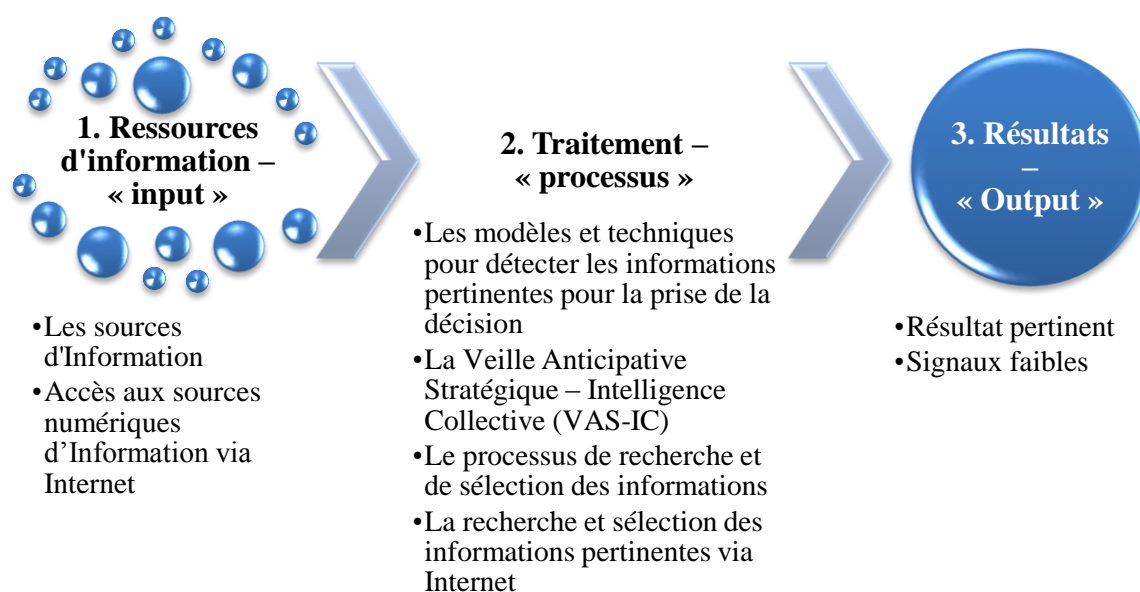 1. Ressources
d'information –
« input »
•Les sources
d'Information
•Accès aux sources
numériques
d’Information via
Internet
2. Traitement –
« processus »
•Les modèles et techniques
pour détecter les informations
pertinentes pour la prise de la
décision
•La Veille Anticipative
Stratégique – Intelligence
Collective (VAS-IC)
•Le processus de recherche et
de sélection des informations
•La recherche et sélection des
informations pertinentes via
Internet
3. Résultats
–
« Output »
•Résultat pertinent
•Signaux faibles